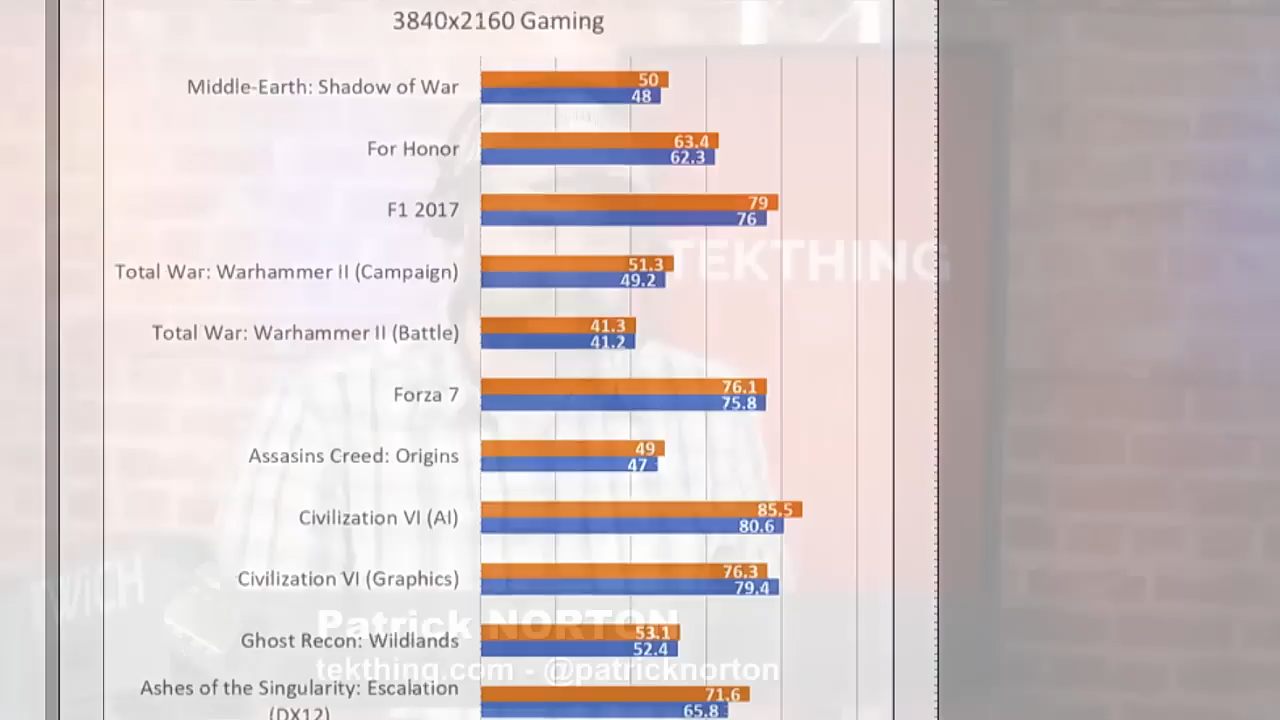 3840x2160 Gaming
Middle-Earth: Shadow of War
50
48
For Honor
63.4
62.3
F1 2017
79
76
TEKTHING
Total War: Warhammer II (Campaign)
51.3
49.2
Total War: Warhammer II (Battle)
41.3
41.2
Forza 7
76.1
75.8
Assasins Creed: Origins
49
47
Civilization VI (AI)
85.5
80.6
Civilization VI (Graphics)
76.3
79.4
Patrick NORTON
Ghost Recon: Wildlands
53.1
52.4
tekthing.com - @patricknorton
Ashes of the Singularity: Escalation
(DX12)
71.6
65.8